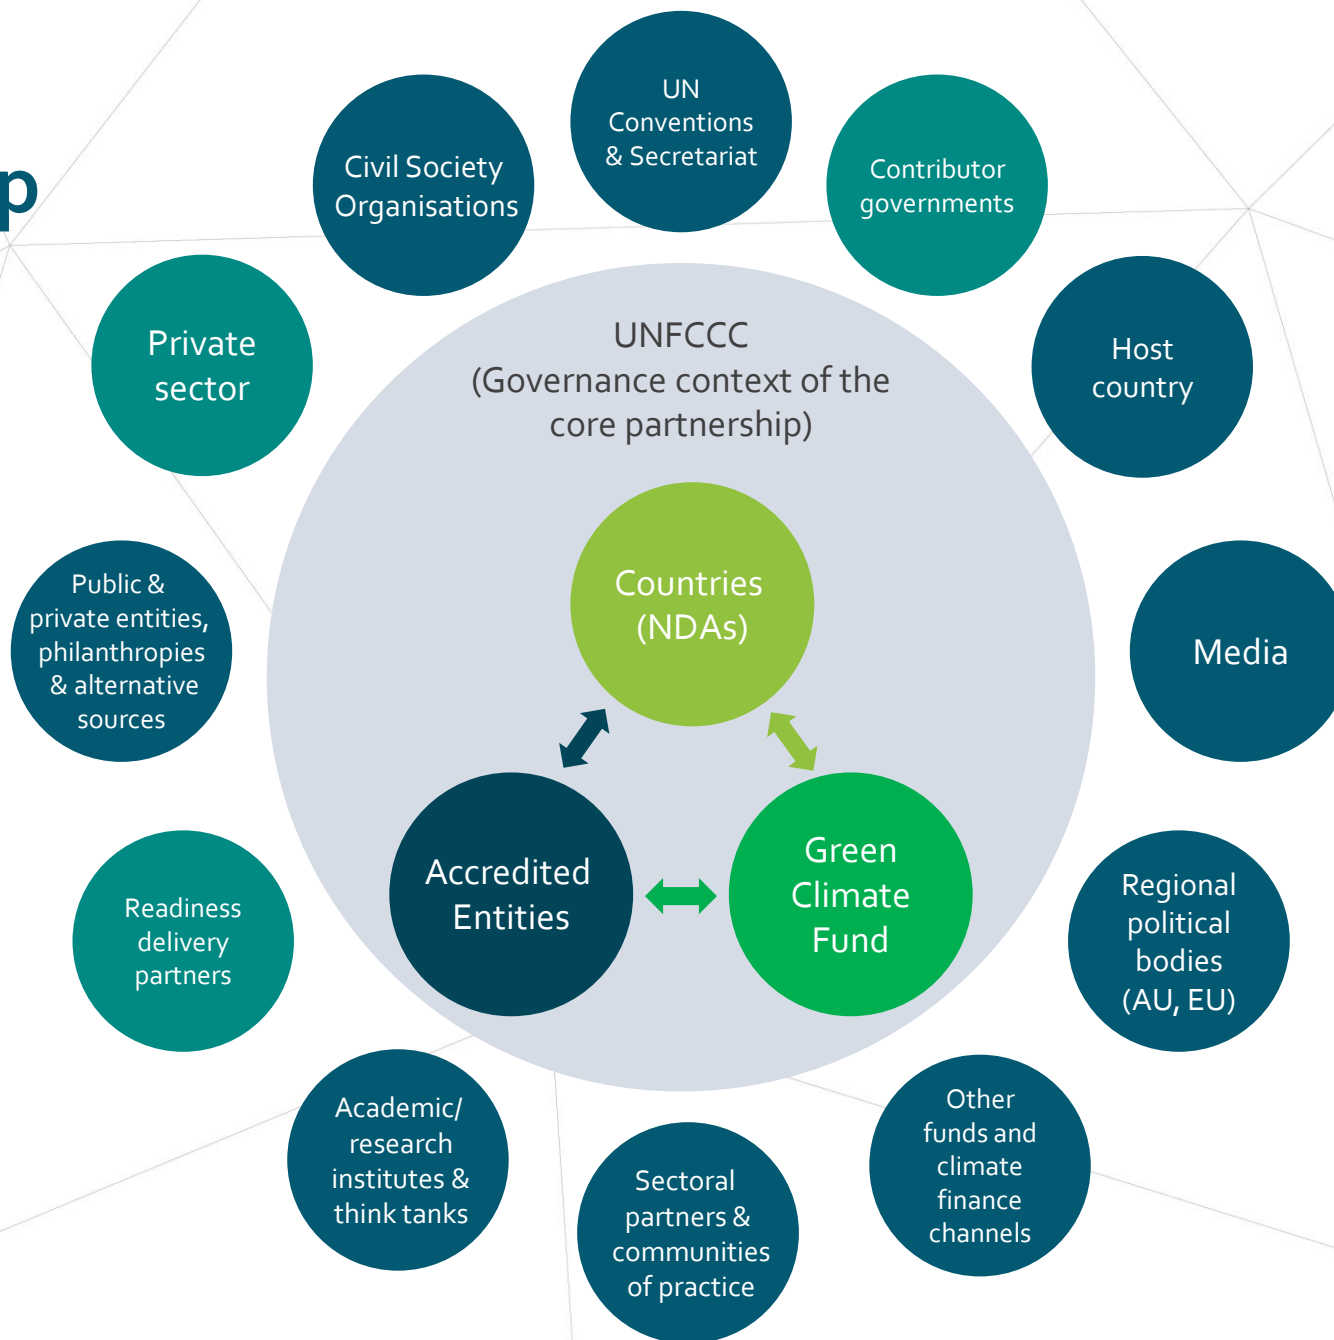 p
UN
Conventions
& Secretariat
Civil Society
Organisations
Contributor
governments
Private
sector
UNFCCC
(Governance context of the
core partnership)
Host
country
Public &
private entities,
philanthropies
& alternative
sources
Countries
(NDAs)
Media
Accredited
Entities
Green
Climate
Fund
Readiness
delivery
partners
Regional
political
bodies
(AU, EU)
Academic/
research
institutes &
think tanks
Sectoral
partners &
communities
of practice
Other
funds and
climate
finance
channels